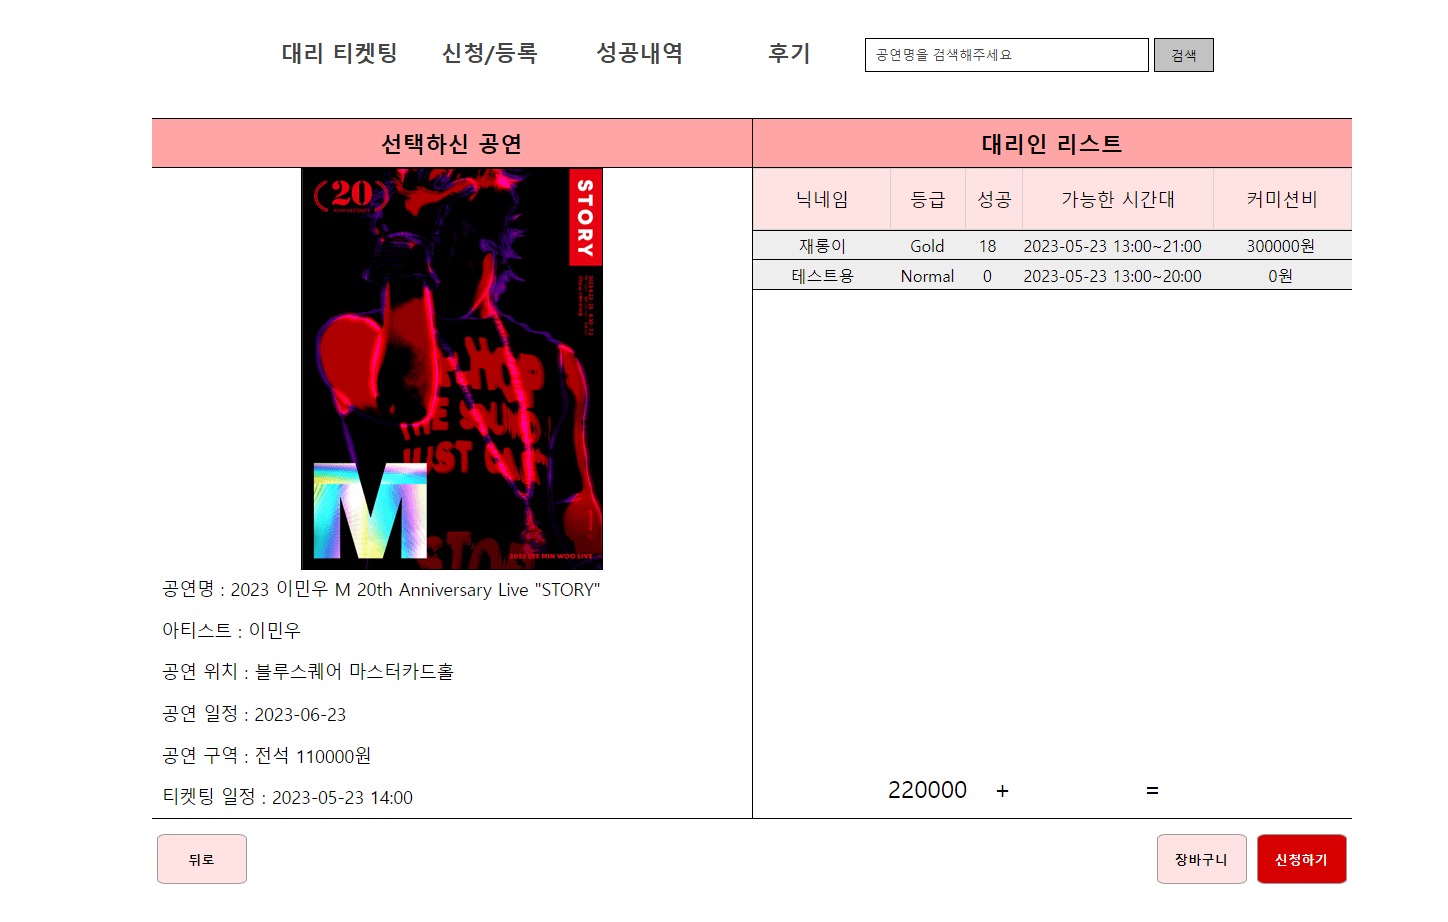 대리 티켓팅 신청/등록 성공내역 후기 공연명을 검색해주세요 검색
선택하신 공연
20
ANNIVERSARY
STORY
HOP
THE SOUND
JUST CAN'T
M
STOR
2023 LEE MIN WOO LIVE
공연명 : 2023 이민우 M 20th Anniversary Live "STORY"
아티스트 : 이민우
공연 위치 : 블루스퀘어 마스터카드홀
공연 일정 : 2023-06-23
공연 구역 : 전석 110000원
티켓팅 일정 : 2023-05-23 14:00
대리인 리스트
닉네임 등급 성공 가능한 시간대 커미션비
재롱이 Gold 18 2023-05-23 13:00~21:00 300000원
테스트용 Normal 0 2023-05-23 13:00~20:00 0원
220000 + =
뒤로 장바구니 신청하기